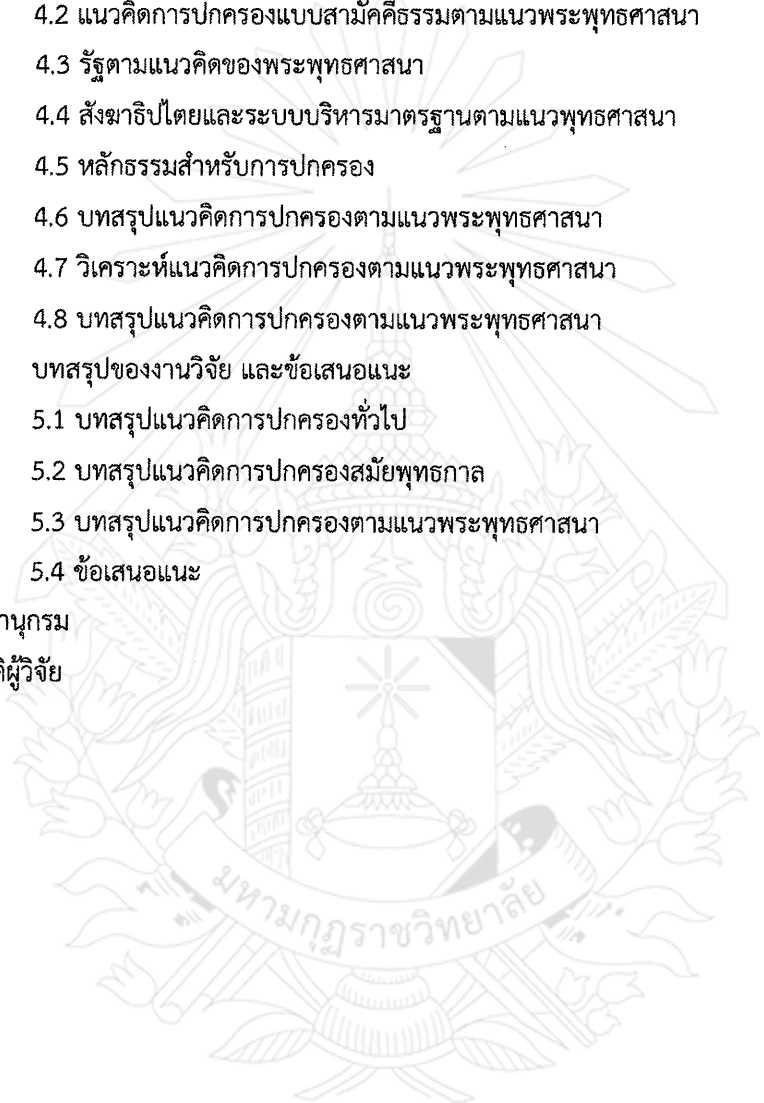 4.2 แนวคิดการปกครองแบบสามัคคีธรรมตามแนวพระพุทธศาสนา
4.3 รัฐตามแนวคิดของพระพุทธศาสนา
4.4 สังฆาธิปไตยและระบบบริหารมาตรฐานตามแนวพุทธศาสนา
4.5 หลักธรรมสำหรับการปกครอง
4.6 บทสรุปแนวคิดการปกครองตามแนวพระพุทธศาสนา
4.7 วิเคราะห์แนวคิดการปกครองตามแนวพระพุทธศาสนา
4.8 บทสรุปแนวคิดการปกครองตามแนวพระพุทธศาสนา
บทสรุปของงานวิจัย และข้อเสนอแนะ
5.1 บทสรุปแนวคิดการปกครองทั่วไป
5.2 บทสรุปแนวคิดการปกครองสมัยพุทธกาล
5.3 บทสรุปแนวคิดการปกครองตามแนวพระพุทธศาสนา
5.4 ข้อเสนอแนะ
านุกรม
ิผู้วิจัย
มหามกุฏราชวิทยาลัย